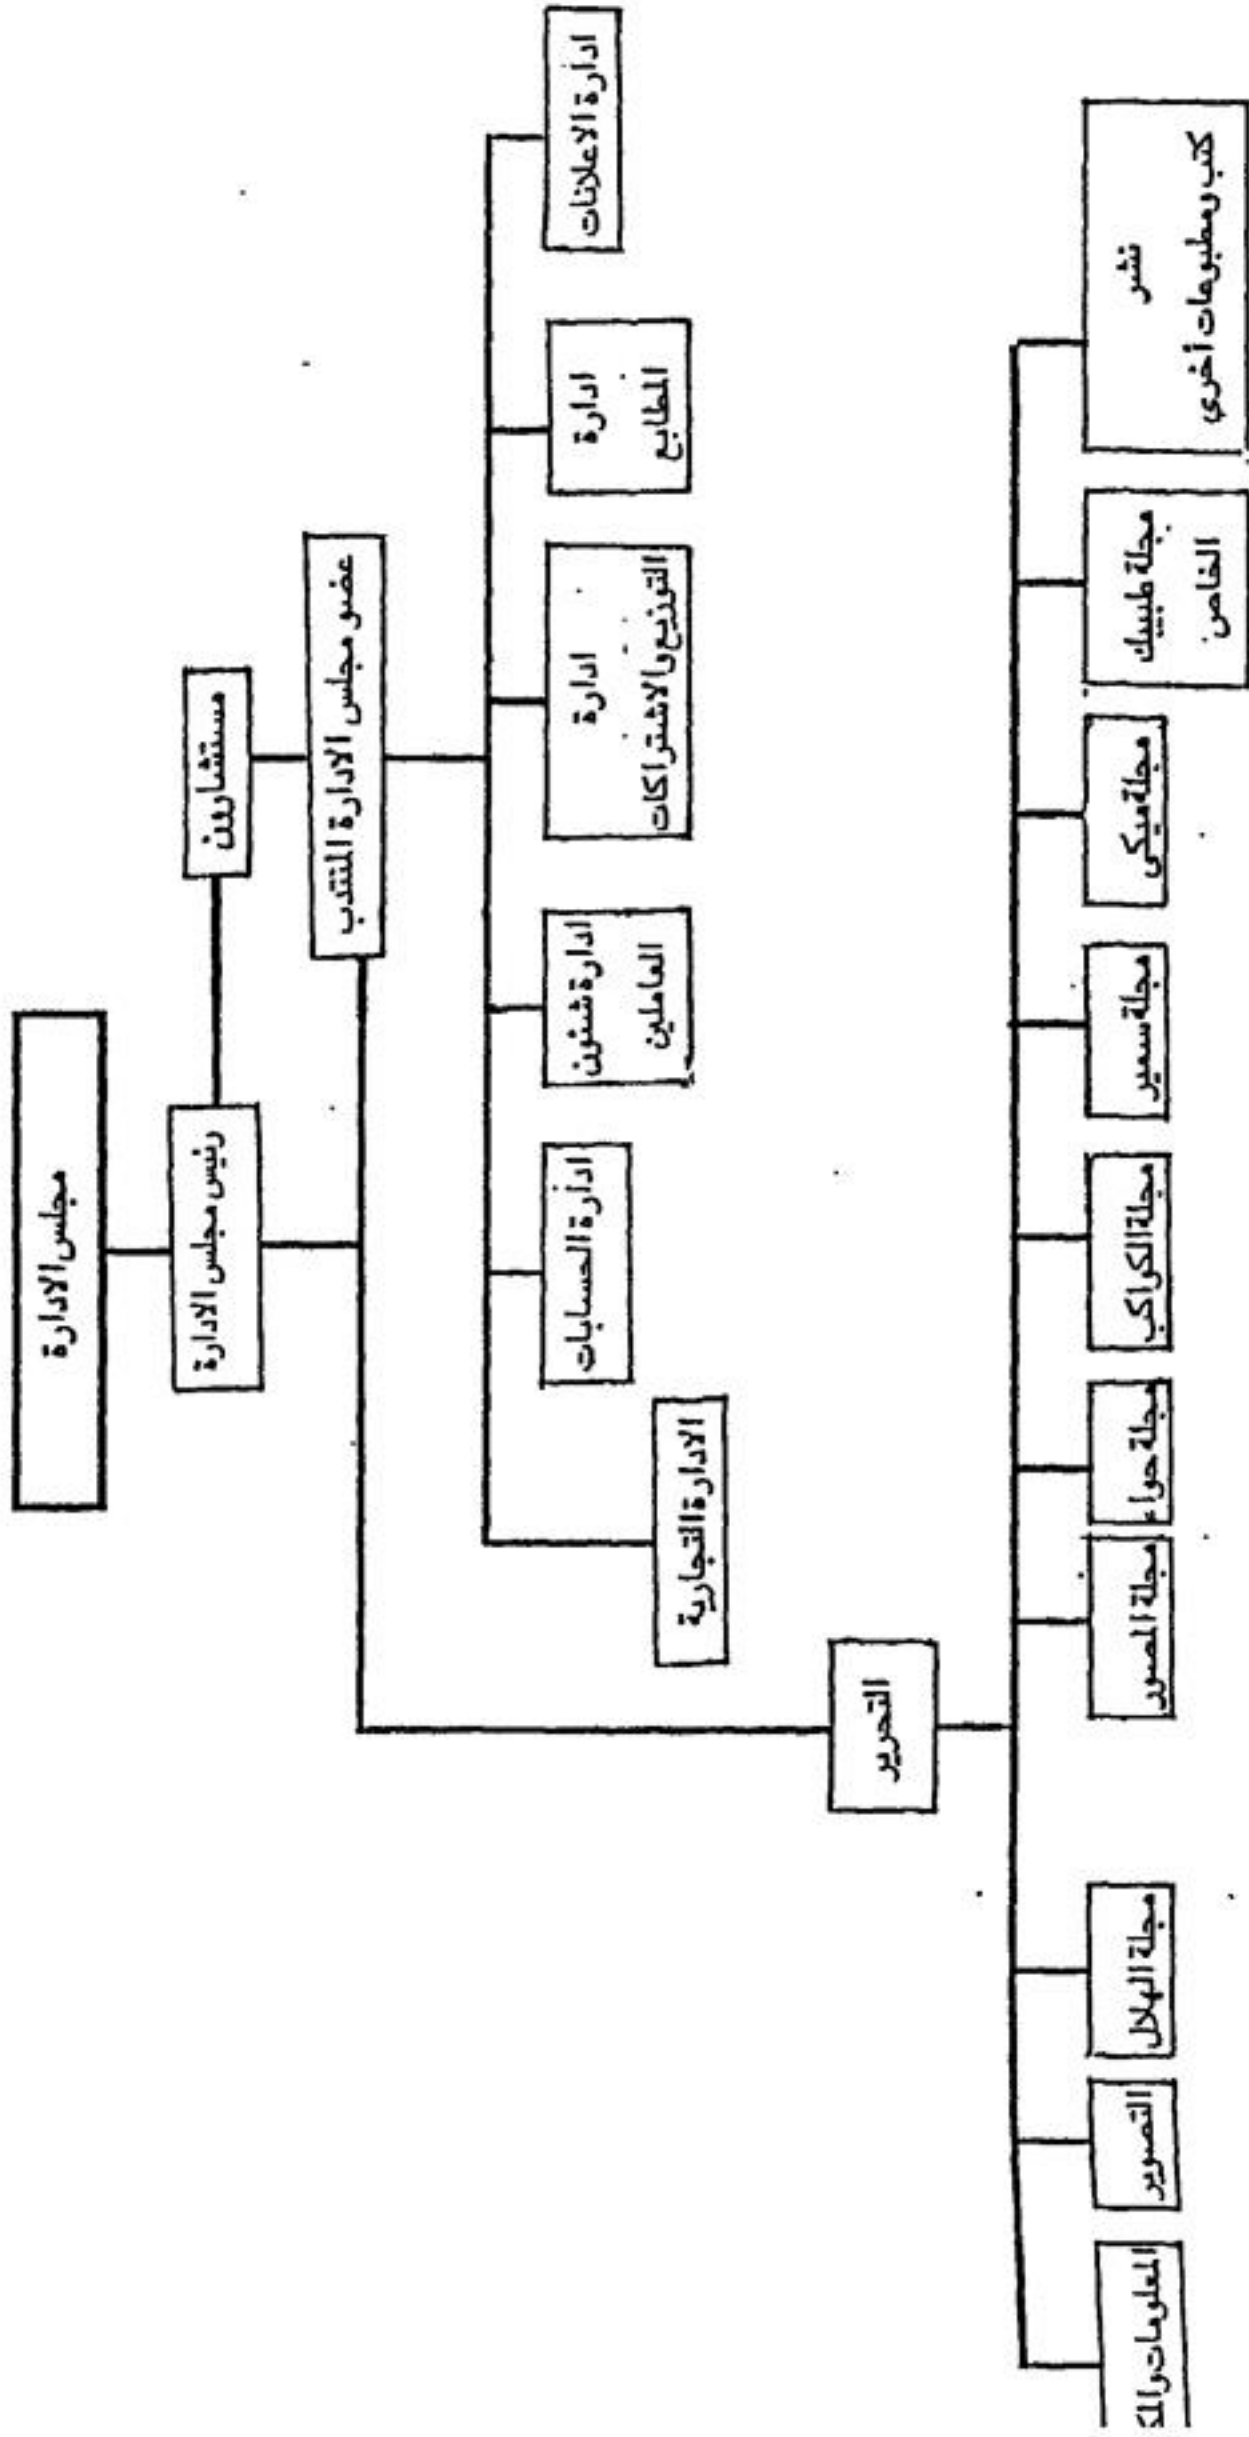 مجلس الادارة
رئيس مجلس الادارة
مستشارون
عضو مجلس الادارة المنتدب
ادارة الاعلانات
ادارة
المطابع
ادارة
التوزيع والاشتراكات
ادارة شئون
العاملين
ادارة الحسابات
الادارة التجارية
التحرير
نشر
كتب ومطبوعات أخري
مجلة طبيبك
الخاص
مجلة ميكى
مجلة سمير
مجلة الكواكب
مجلة حواء
مجلة المصور
مجلة الهلال
التصوير
المعلومات